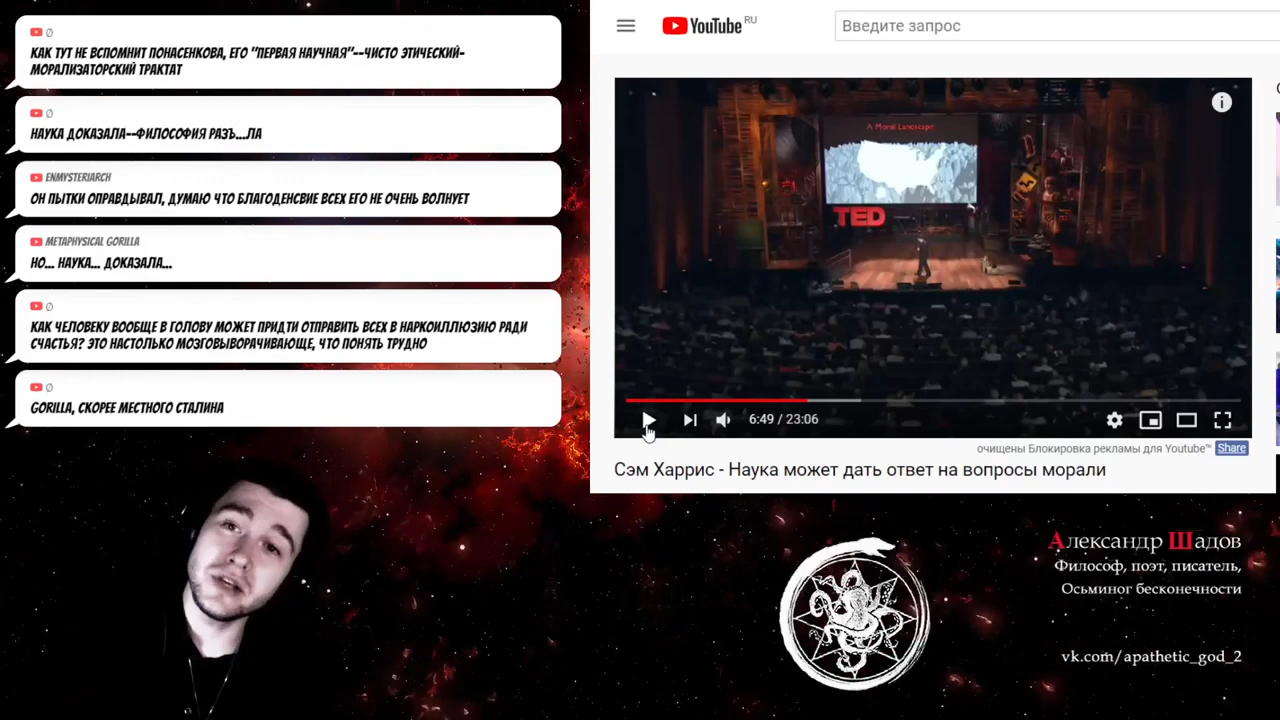 Ø
КАК ТУТ НЕ ВСПОМНИТ ПОНАСЕНКОВА, ЕГО "ПЕРВАЯ НАУЧНАЯ"--ЧИСТО ЭТИЧЕСКИЙ-
МОРАЛИЗАТОРСКИЙ ТРАКТАТ
Ø
НАУКА ДОКАЗАЛА--ФИЛОСОФИЯ РАЗЪ...ЛА
ENMYSTERIARCH
ОН ПЫТКИ ОПРАВДЫВАЛ, ДУМАЮ ЧТО БЛАГОДЕНСВИЕ ВСЕХ ЕГО НЕ ОЧЕНЬ ВОЛНУЕТ
METAPHYSICAL GORILLA
НО... НАУКА... ДОКАЗАЛА...
Ø
КАК ЧЕЛОВЕКУ ВООБЩЕ В ГОЛОВУ МОЖЕТ ПРИДТИ ОТПРАВИТЬ ВСЕХ В НАРКОИЛЛЮЗИЮ РАДИ
СЧАСТЬЯ? ЭТО НАСТОЛЬКО МОЗГОВЫВОРАЧИВАЮЩЕ, ЧТО ПОНЯТЬ ТРУДНО
Ø
GORILLA, СКОРЕЕ МЕСТНОГО СТАЛИНА
YouTube RU
Введите запрос
A Moral Landscape
TED
6:49 / 23:06
очищены Блокировка рекламы для Youtube™ Share
Сэм Харрис - Наука может дать ответ на вопросы морали
Александр Шадов
Философ, поэт, писатель,
Осьминог бесконечности
vk.com/apathetic_god_2